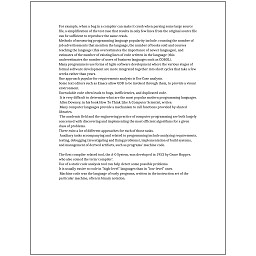 For example, when a bug in a compiler can make it crash when parsing some large source
file, a simplification of the test case that results in only few lines from the original source file
can be sufficient to reproduce the same crash.
Methods of measuring programming language popularity include: counting the number of
job advertisements that mention the language, the number of books sold and courses
teaching the language (this overestimates the importance of newer languages), and
estimates of the number of existing lines of code written in the language (this
underestimates the number of users of business languages such as COBOL).
Many programmers use forms of Agile software development where the various stages of
formal software development are more integrated together into short cycles that take a few
weeks rather than years.
One approach popular for requirements analysis is Use Case analysis.
Some text editors such as Emacs allow GDB to be invoked through them, to provide a visual
environment.
Unreadable code often leads to bugs, inefficiencies, and duplicated code.
It is very difficult to determine what are the most popular modern programming languages.
Allen Downey, in his book How To Think Like A Computer Scientist, writes:
Many computer languages provide a mechanism to call functions provided by shared
libraries.
The academic field and the engineering practice of computer programming are both largely
concerned with discovering and implementing the most efficient algorithms for a given
class of problems.
There exist a lot of different approaches for each of those tasks.
Auxiliary tasks accompanying and related to programming include analyzing requirements,
testing, debugging (investigating and fixing problems), implementation of build systems,
and management of derived artifacts, such as programs' machine code.

The first compiler related tool, the A-0 System, was developed in 1952 by Grace Hopper,
who also coined the term 'compiler'.
Use of a static code analysis tool can help detect some possible problems.
It is usually easier to code in "high-level" languages than in "low-level" ones.
Machine code was the language of early programs, written in the instruction set of the
particular machine, often in binary notation.